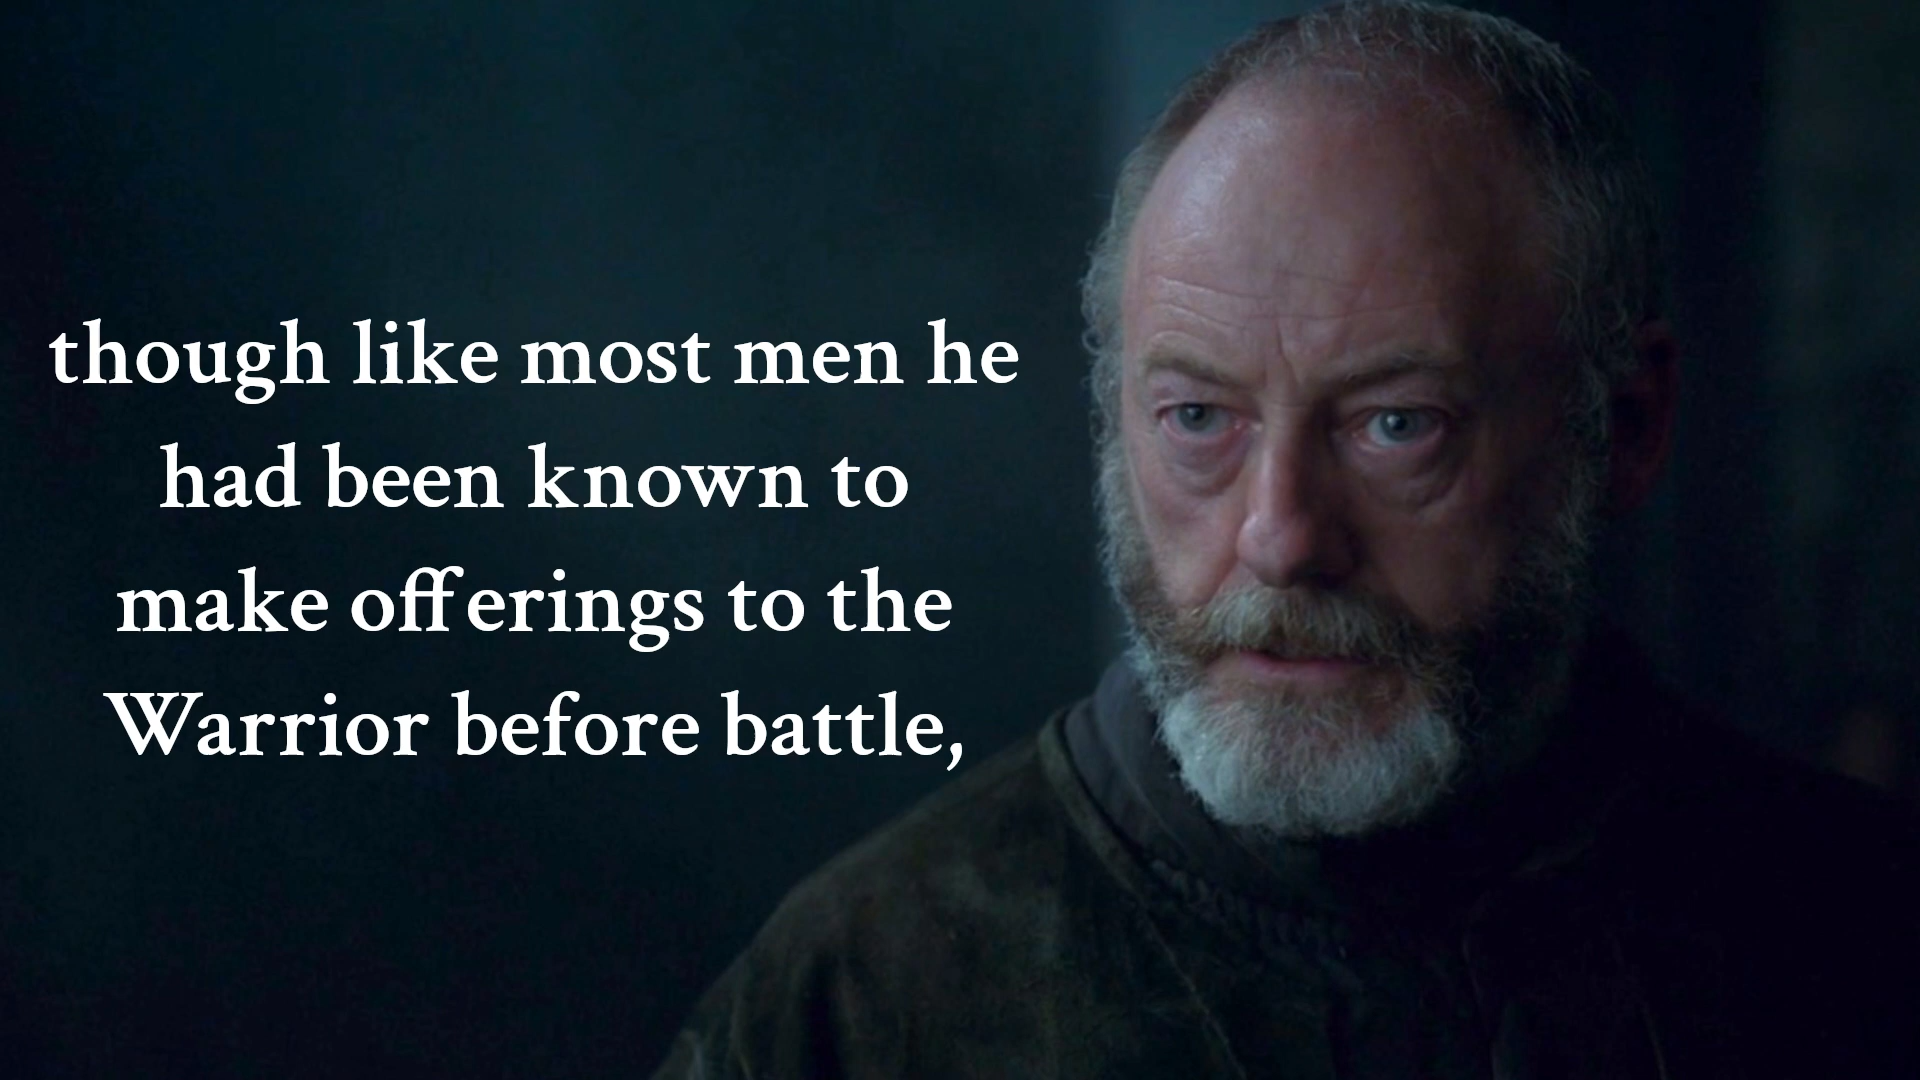 though like most men he
had been known to
make offerings to the
Warrior before battle,